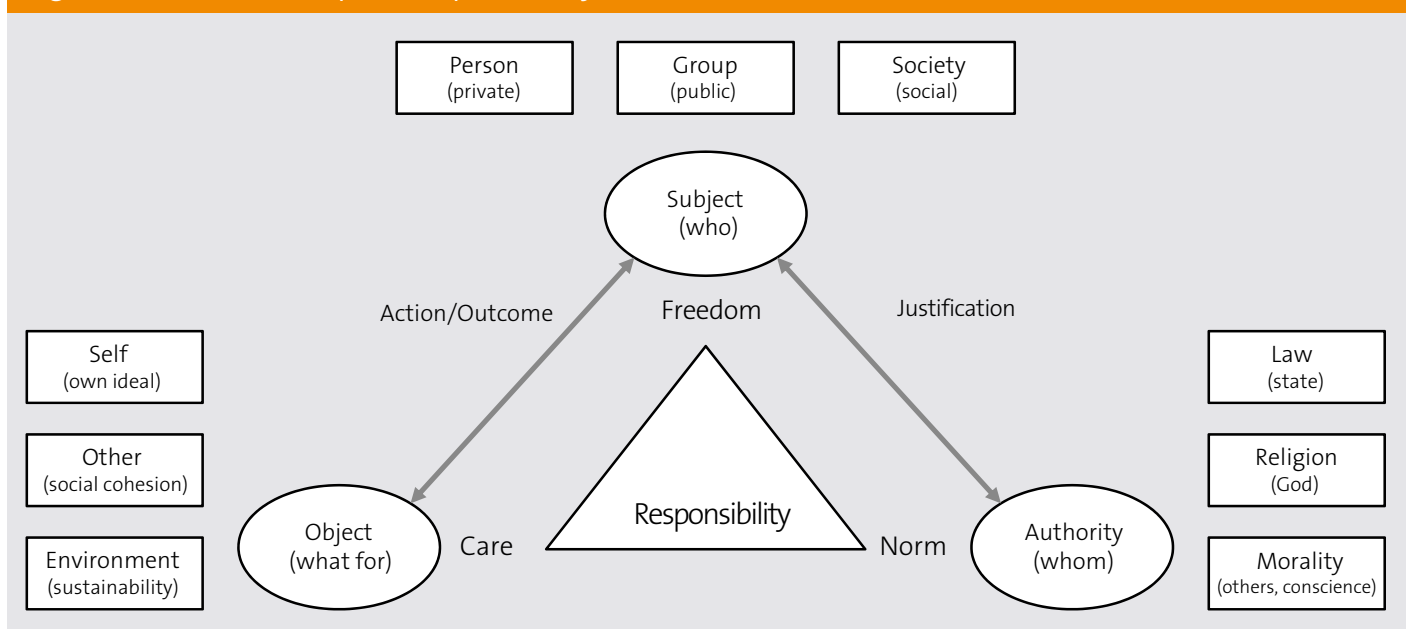 Person
(private)
Group
(public)
Society
(social)
Subject
(who)
Action/Outcome
Freedom
Justification
Self
(own ideal)
Law
(state)
Other
(social cohesion)
Religion
(God)
Responsibility
Object
(what for)
Care
Norm
Authority
(whom)
Environment
(sustainability)
Morality
(others, conscience)